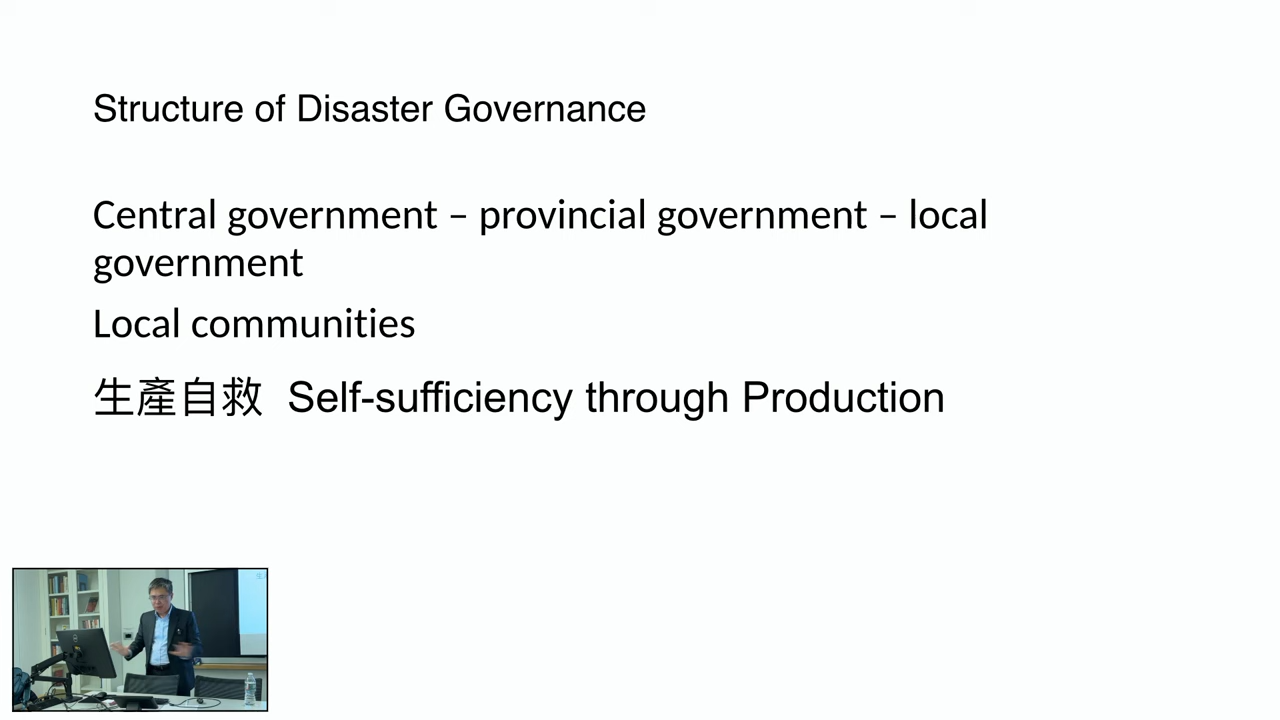 Structure of Disaster Governance
Central government – provincial government – local
government
Local communities
生產自救 Self-sufficiency through Production